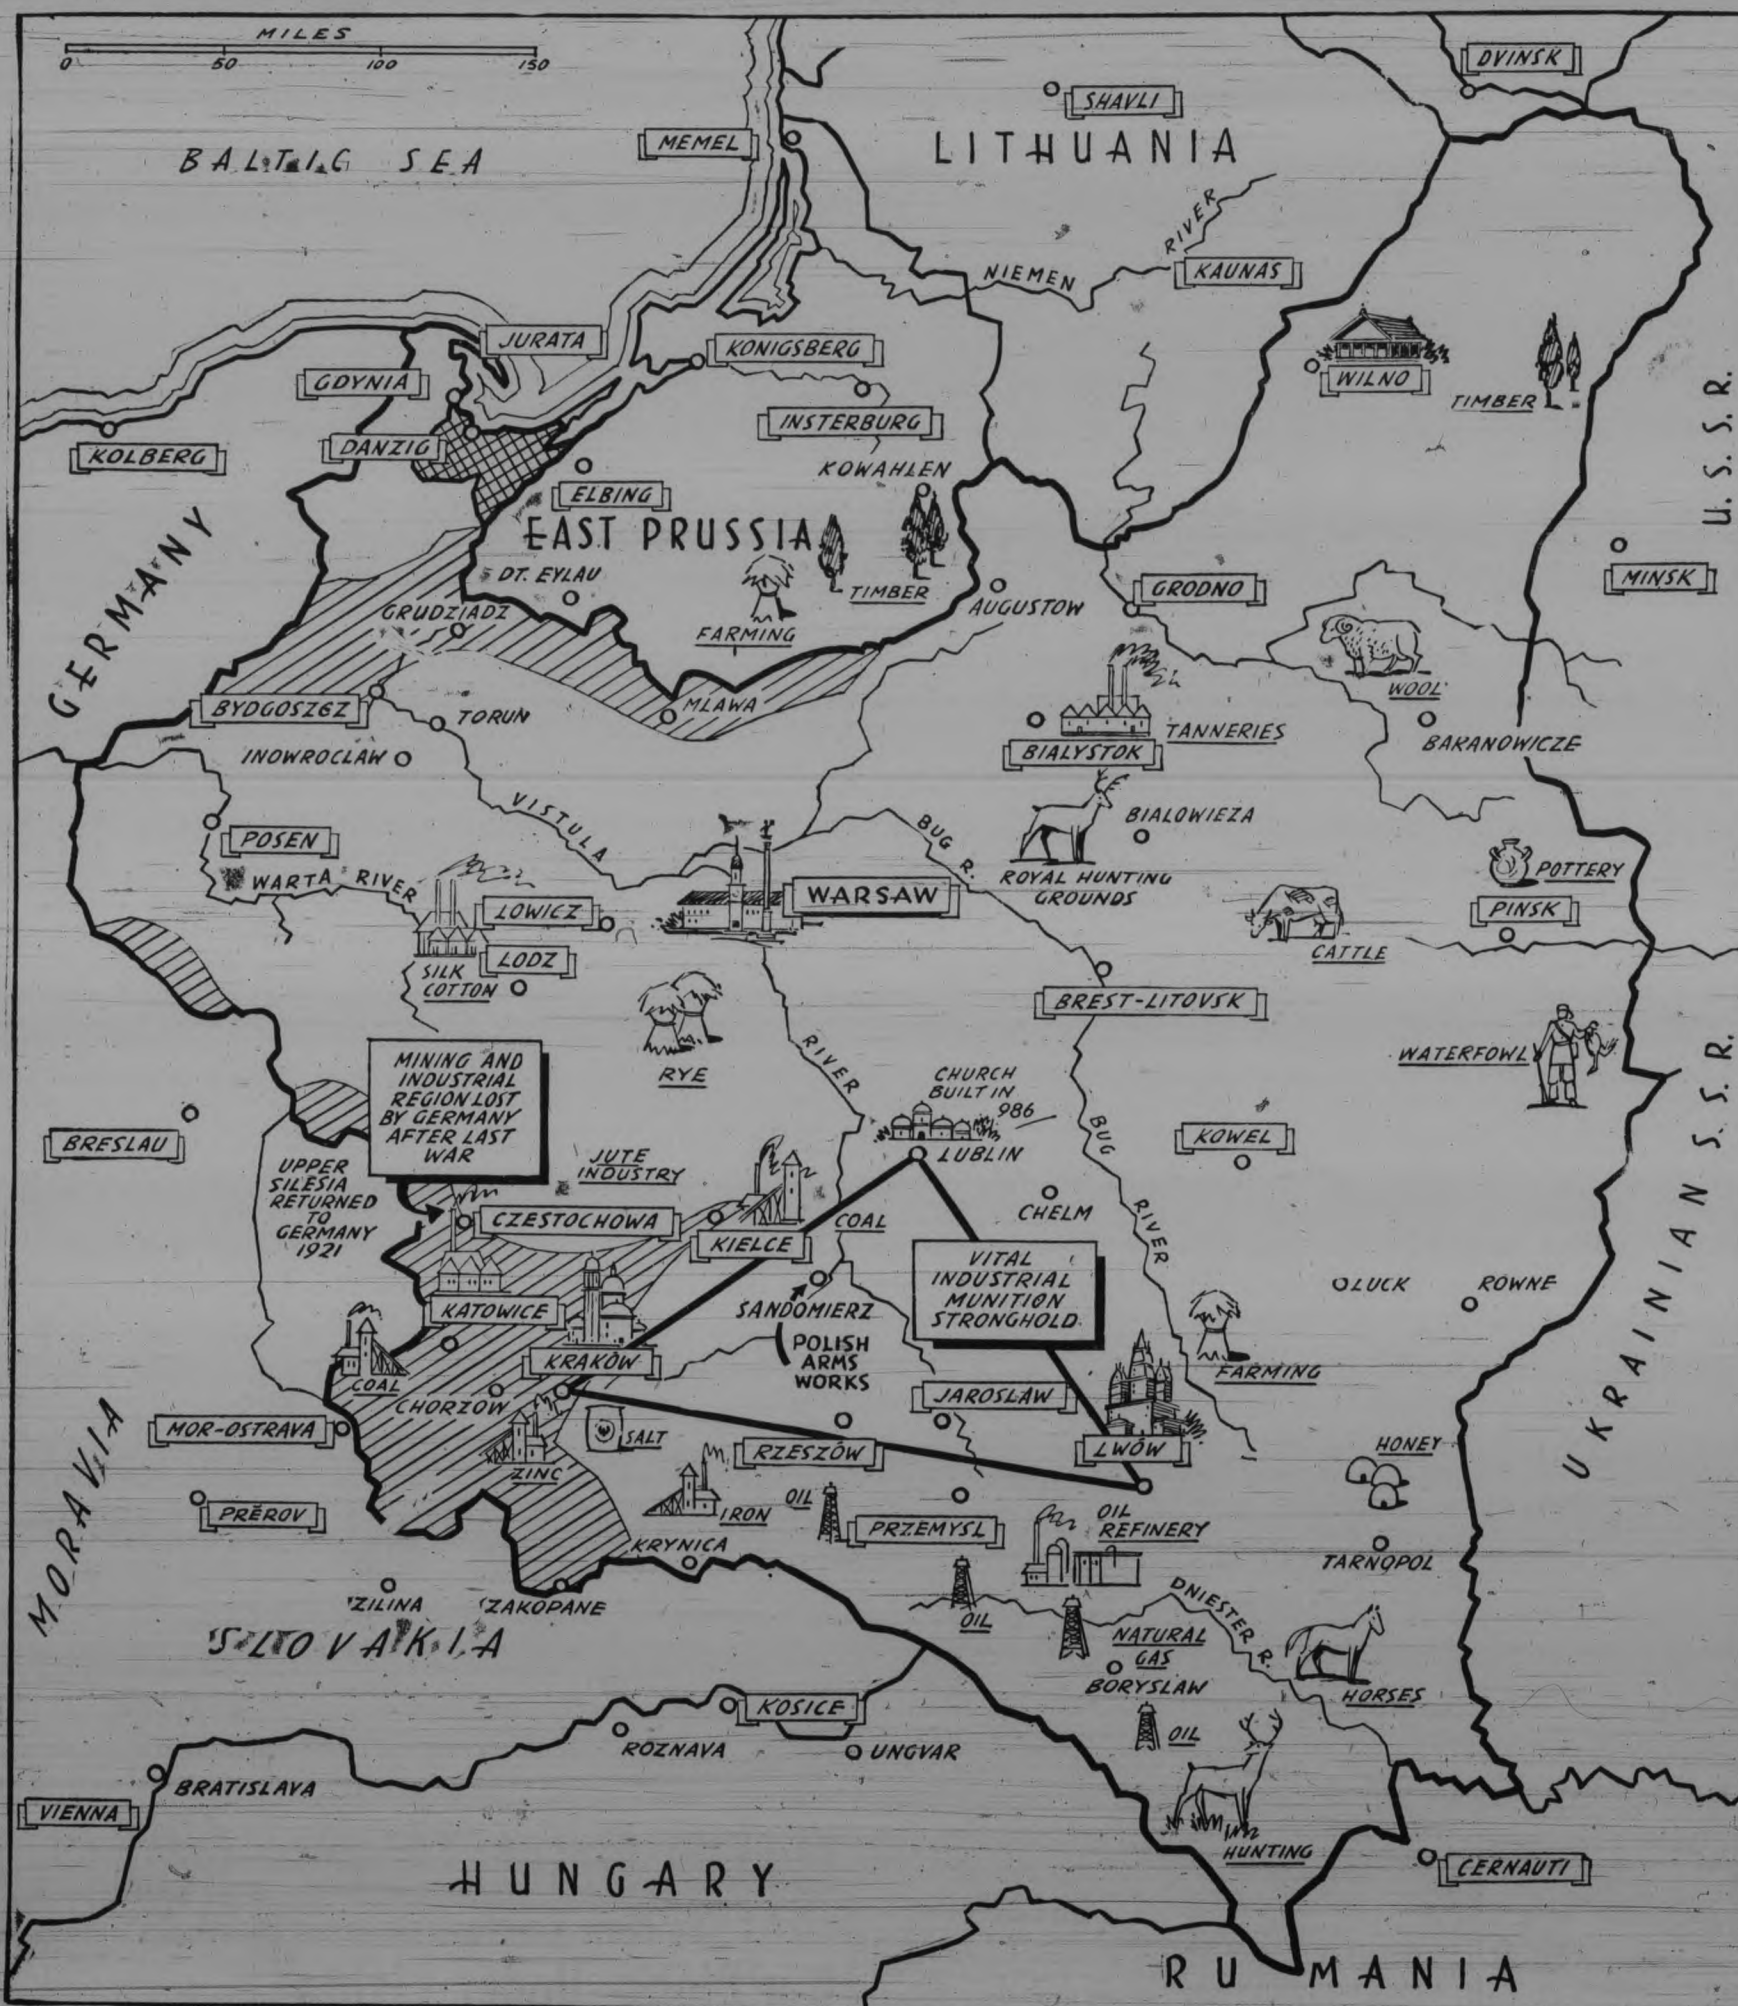 MILES
0 50 100 150
DVINSK
SHAVLI
MEMEL
LITHUANIA
BALTIC SEA
NIEMEN
RIVER
KAUNAS
JURATA
KONIGSBERG
GDYNIA
WILNO
TIMBER
U.S.S.R.
INSTERBURG
DANZIG
KOLBERG
KOWAHLEN
ELBING
EAST PRUSSIA
GERMANY
DT. EYLAU
TIMBER
FARMING
GRUDZIADZ
AUGUSTOW
GRODNO
MINSK
WOOL
BYDGOSZGZ
TORUN
MLAWA
TANNERIES
BIALYSTOK
BARANOWICZE
INOWROCLAW
VISTULA
BUG R.
BIALOWIEZA
POSEN
WARTA RIVER
ROYAL HUNTING
GROUNDS
POTTERY
WARSAW
LOWICZ
PINSK
CATTLE
LODZ
SILK
COTTON
BREST-LITOVSK
RYE
RIVER
WATERFOWL
MINING AND
INDUSTRIAL
REGION LOST
BY GERMANY
AFTER LAST
WAR
CHURCH
BUILT IN
986
LUBLIN
BUG
RIVER
KOWEL
BRESLAU
UPPER
SILESIA
RETURNED
TO
GERMANY
1921
JUTE
INDUSTRY
CZESTOCHOWA
KIELCE
COAL
CHELM
UKRAINIAN S.S.R.
VITAL
INDUSTRIAL
MUNITION
STRONGHOLD
LUCK
ROWNE
KATOWICE
SANDOMIERZ
POLISH
ARMS
WORKS
KRAKÓW
FARMING
COAL
CHORZOW
JAROSLAW
MOR-OSTRAVA
SALT
RZESZÓW
LWÓW
HONEY
ZINC
IRON
OIL
PRĚROV
PRZEMYSL
OIL
REFINERY
KRYNICA
TARNOPOL
MORAVIA
ZILINA
ZAKOPANE
OIL
DNIESTER R.
SLOVAKIA
NATURAL
GAS
BORYSLAW
HORSES
KOSICE
ROZNAVA
UNGVAR
OIL
BRATISLAVA
VIENNA
HUNTING
CERNAUTI
HUNGARY
RUMANIA